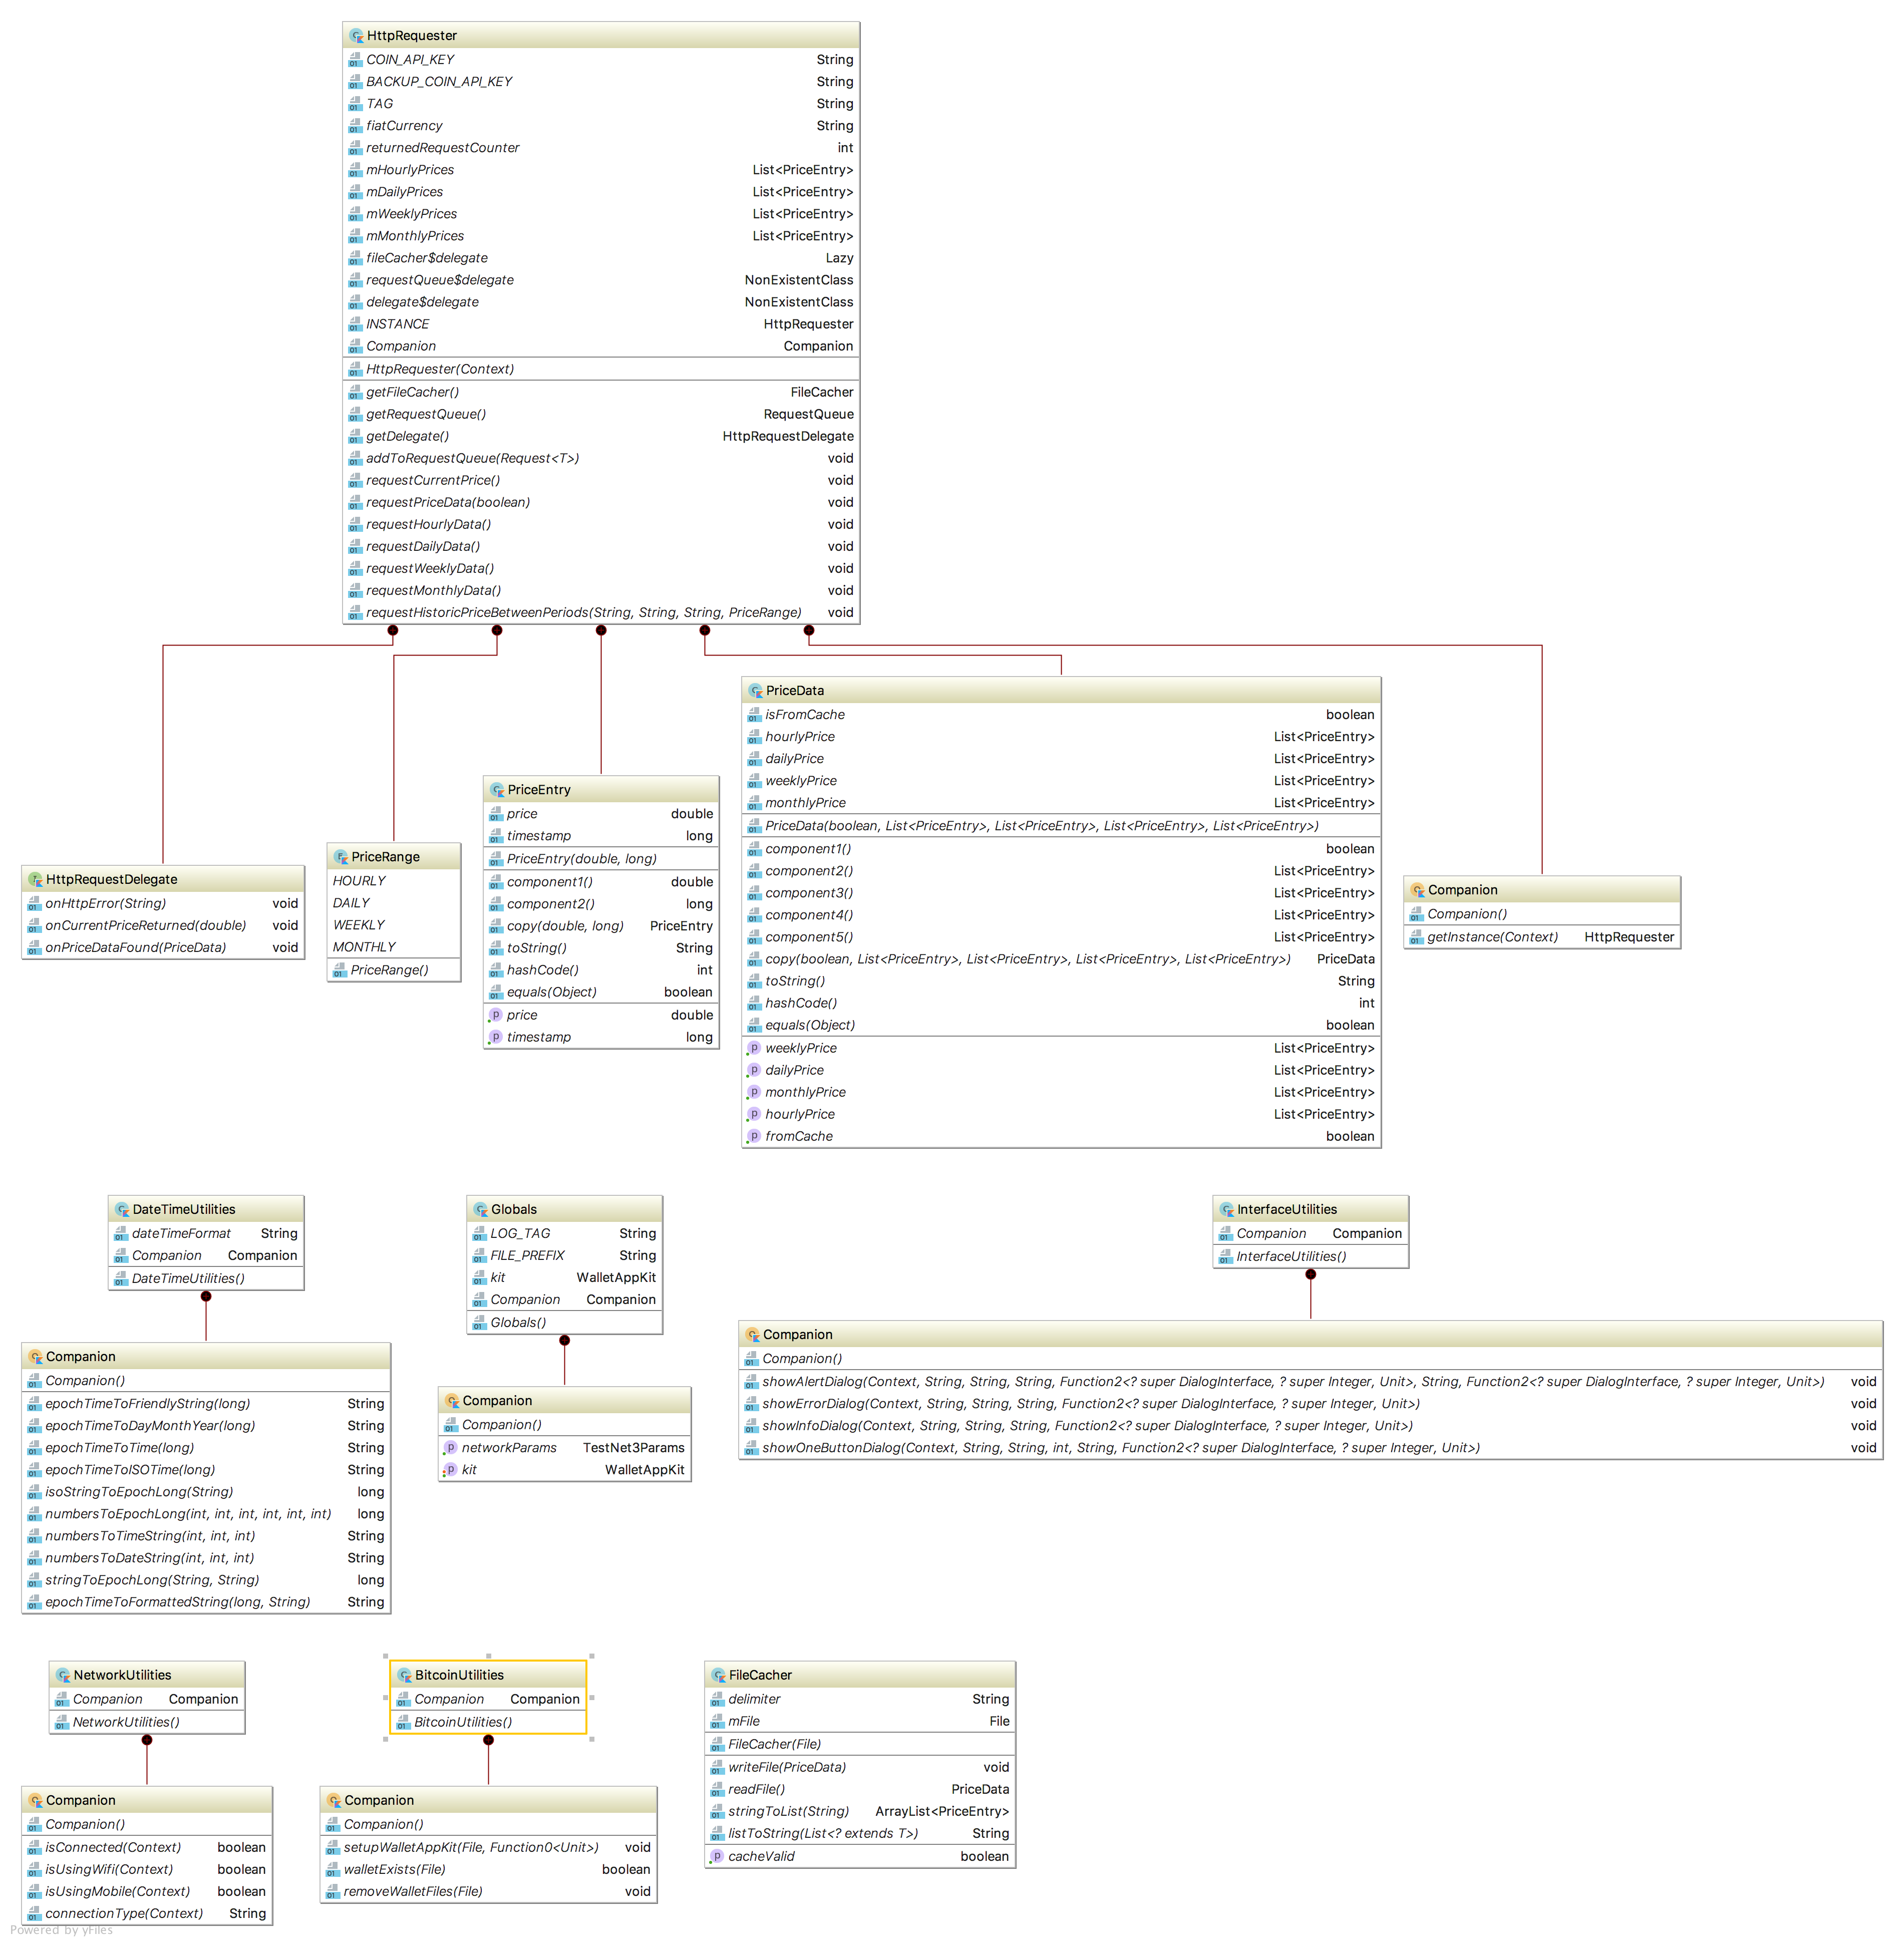 HttpRequester
COIN_API_KEY String
BACKUP_COIN_API_KEY String
TAG String
fiatCurrency String
returnedRequestCounter int
mHourlyPrices List<PriceEntry>
mDailyPrices List<PriceEntry>
mWeeklyPrices List<PriceEntry>
mMonthlyPrices List<PriceEntry>
fileCacher$delegate Lazy
requestQueue$delegate NonExistentClass
delegate$delegate NonExistentClass
INSTANCE HttpRequester
Companion Companion
HttpRequester(Context)
getFileCacher() FileCacher
getRequestQueue() RequestQueue
getDelegate() HttpRequestDelegate
addToRequestQueue(Request<T>) void
requestCurrentPrice() void
requestPriceData(boolean) void
requestHourlyData() void
requestDailyData() void
requestWeeklyData() void
requestMonthlyData() void
requestHistoricPriceBetweenPeriods(String, String, String, PriceRange) void
HttpRequestDelegate
onHttpError(String) void
onCurrentPriceReturned(double) void
onPriceDataFound(PriceData) void
PriceRange
HOURLY
DAILY
WEEKLY
MONTHLY
PriceRange()
PriceEntry
price double
timestamp long
PriceEntry(double, long)
component1() double
component2() long
copy(double, long) PriceEntry
toString() String
hashCode() int
equals(Object) boolean
price double
timestamp long
PriceData
isFromCache boolean
hourlyPrice List<PriceEntry>
dailyPrice List<PriceEntry>
weeklyPrice List<PriceEntry>
monthlyPrice List<PriceEntry>
PriceData(boolean, List<PriceEntry>, List<PriceEntry>, List<PriceEntry>, List<PriceEntry>)
component1() boolean
component2() List<PriceEntry>
component3() List<PriceEntry>
component4() List<PriceEntry>
component5() List<PriceEntry>
copy(boolean, List<PriceEntry>, List<PriceEntry>, List<PriceEntry>, List<PriceEntry>) PriceData
toString() String
hashCode() int
equals(Object) boolean
weeklyPrice List<PriceEntry>
dailyPrice List<PriceEntry>
monthlyPrice List<PriceEntry>
hourlyPrice List<PriceEntry>
fromCache boolean
Companion
Companion()
getInstance(Context) HttpRequester
DateTimeUtilities
dateTimeFormat String
Companion Companion
DateTimeUtilities()
Companion
Companion()
epochTimeToFriendlyString(long) String
epochTimeToDayMonthYear(long) String
epochTimeToTime(long) String
epochTimeToISOTime(long) String
isoStringToEpochLong(String) long
numbersToEpochLong(int, int, int, int, int, int) long
numbersToTimeString(int, int, int) String
numbersToDateString(int, int, int) String
stringToEpochLong(String, String) long
epochTimeToFormattedString(long, String) String
Globals
LOG_TAG String
FILE_PREFIX String
kit WalletAppKit
Companion Companion
Globals()
Companion
Companion()
networkParams TestNet3Params
kit WalletAppKit
InterfaceUtilities
Companion Companion
InterfaceUtilities()
Companion
Companion()
showAlertDialog(Context, String, String, String, Function2<? super DialogInterface, ? super Integer, Unit>, String, Function2<? super DialogInterface, ? super Integer, Unit>) void
showErrorDialog(Context, String, String, String, Function2<? super DialogInterface, ? super Integer, Unit>) void
showInfoDialog(Context, String, String, String, Function2<? super DialogInterface, ? super Integer, Unit>) void
showOneButtonDialog(Context, String, String, int, String, Function2<? super DialogInterface, ? super Integer, Unit>) void
NetworkUtilities
Companion Companion
NetworkUtilities()
Companion
Companion()
isConnected(Context) boolean
isUsingWifi(Context) boolean
isUsingMobile(Context) boolean
connectionType(Context) String
BitcoinUtilities
Companion Companion
BitcoinUtilities()
Companion
Companion()
setupWalletAppKit(File, Function0<Unit>) void
walletExists(File) boolean
removeWalletFiles(File) void
FileCacher
delimiter String
mFile File
FileCacher(File)
writeFile(PriceData) void
readFile() PriceData
stringToList(String) ArrayList<PriceEntry>
listToString(List<? extends T>) String
cacheValid boolean
Powered by yFiles